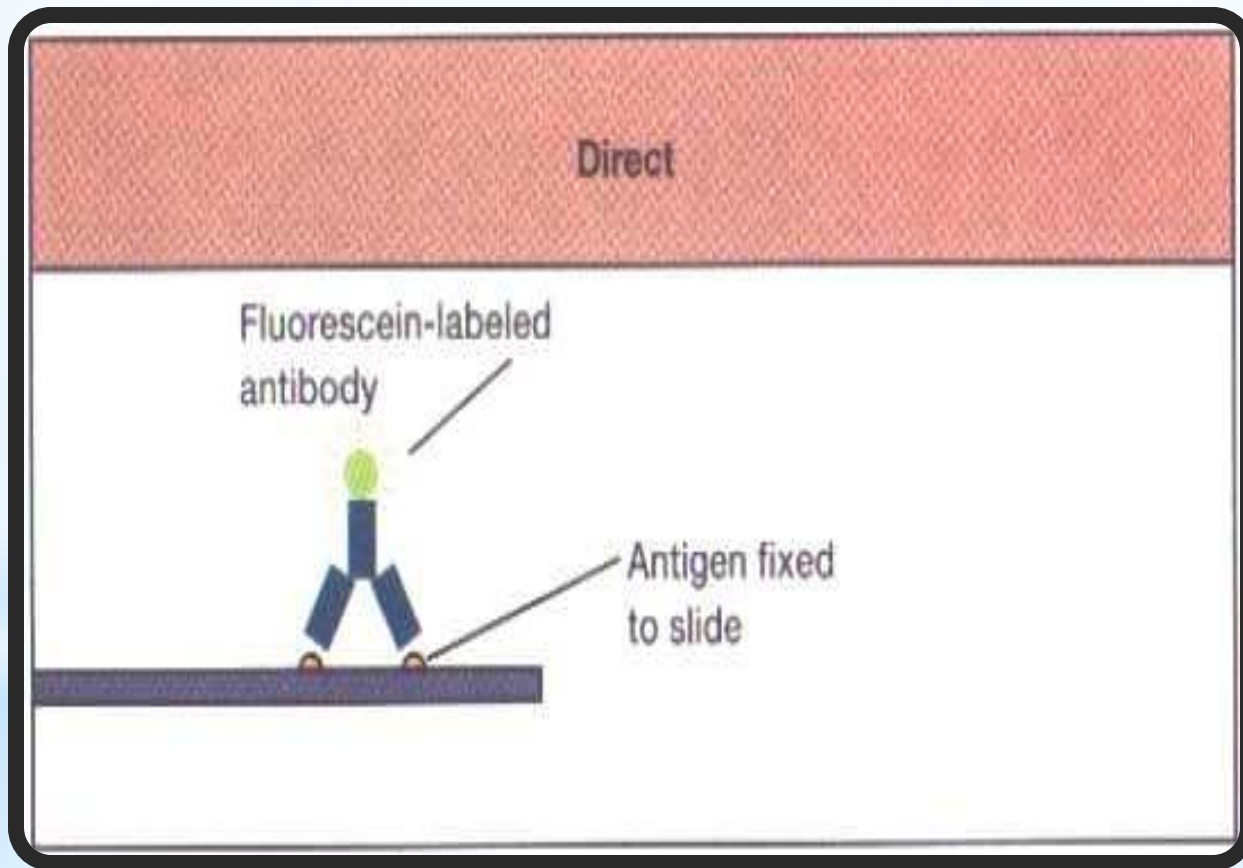 Direct
Fluorescein-labeled
antibody
Antigen fixed
to slide